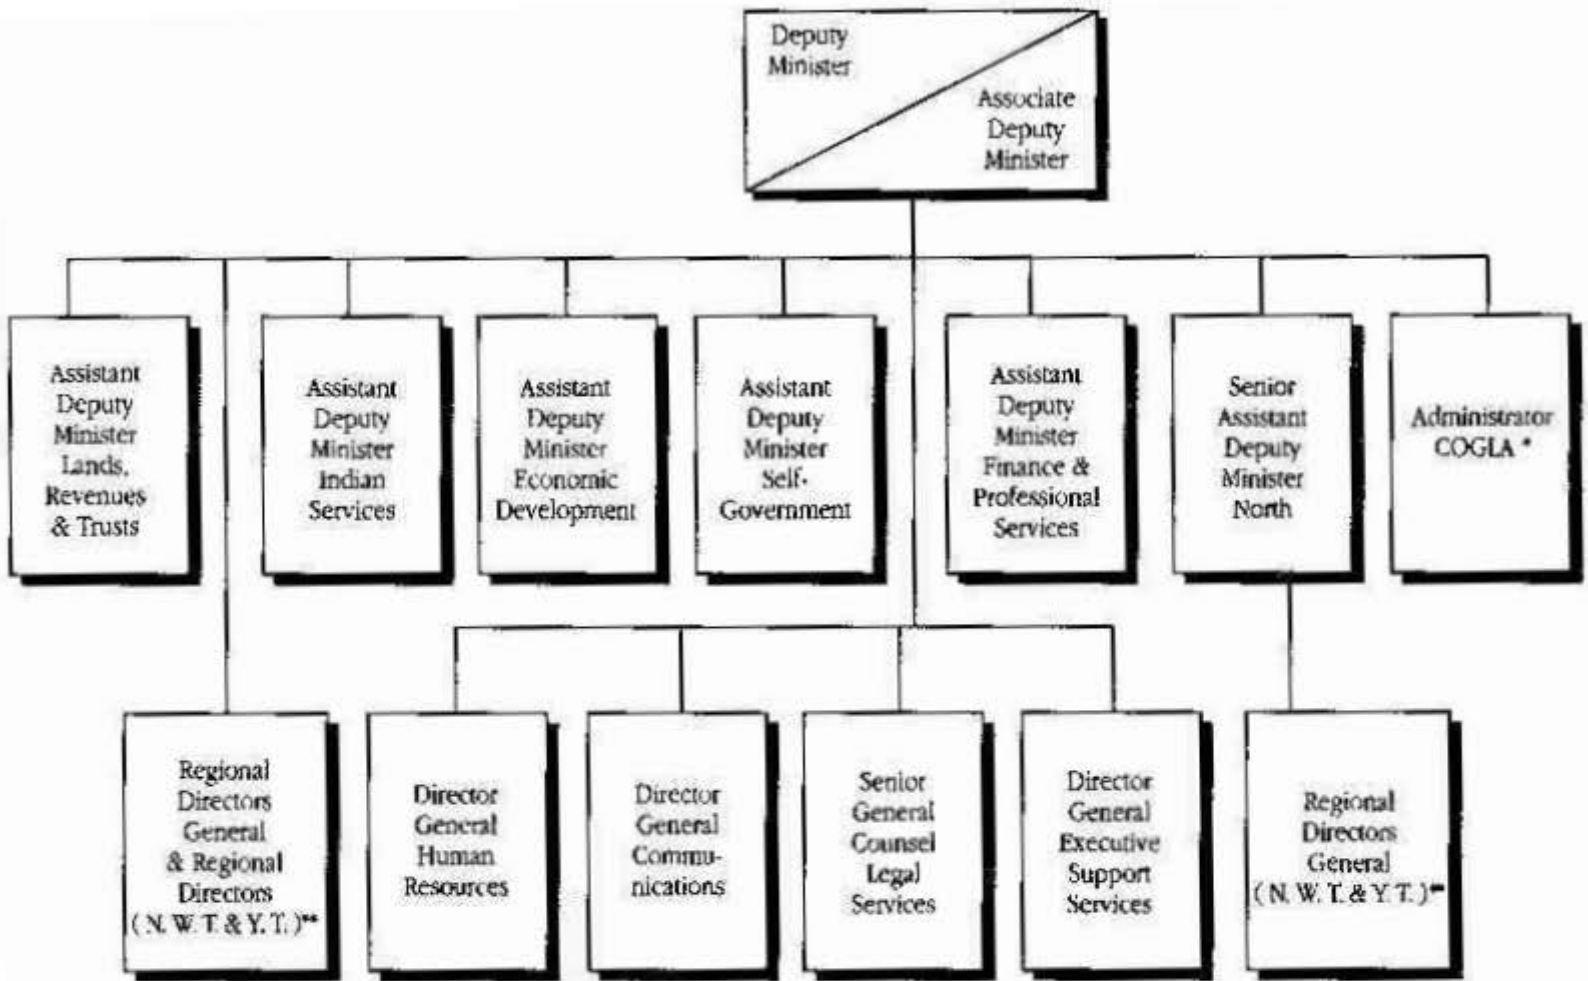 Deputy
Minister
Associate
Deputy
Minister
Assistant
Deputy
Minister
Lands,
Revenues
& Trusts
Assistant
Deputy
Minister
Indian
Services
Assistant
Deputy
Minister
Economic
Development
Assistant
Deputy
Minister
Self-
Government
Assistant
Deputy
Minister
Finance &
Professional
Services
Senior
Assistant
Deputy
Minister
North
Administrator
COGLA *
Regional
Directors
General
& Regional
Directors
( N. W. T. & Y. T. )**
Director
General
Human
Resources
Director
General
Commu-
nications
Senior
General
Counsel
Legal
Services
Director
General
Executive
Support
Services
Regional
Directors
General
( N. W. T. & Y. T. )**